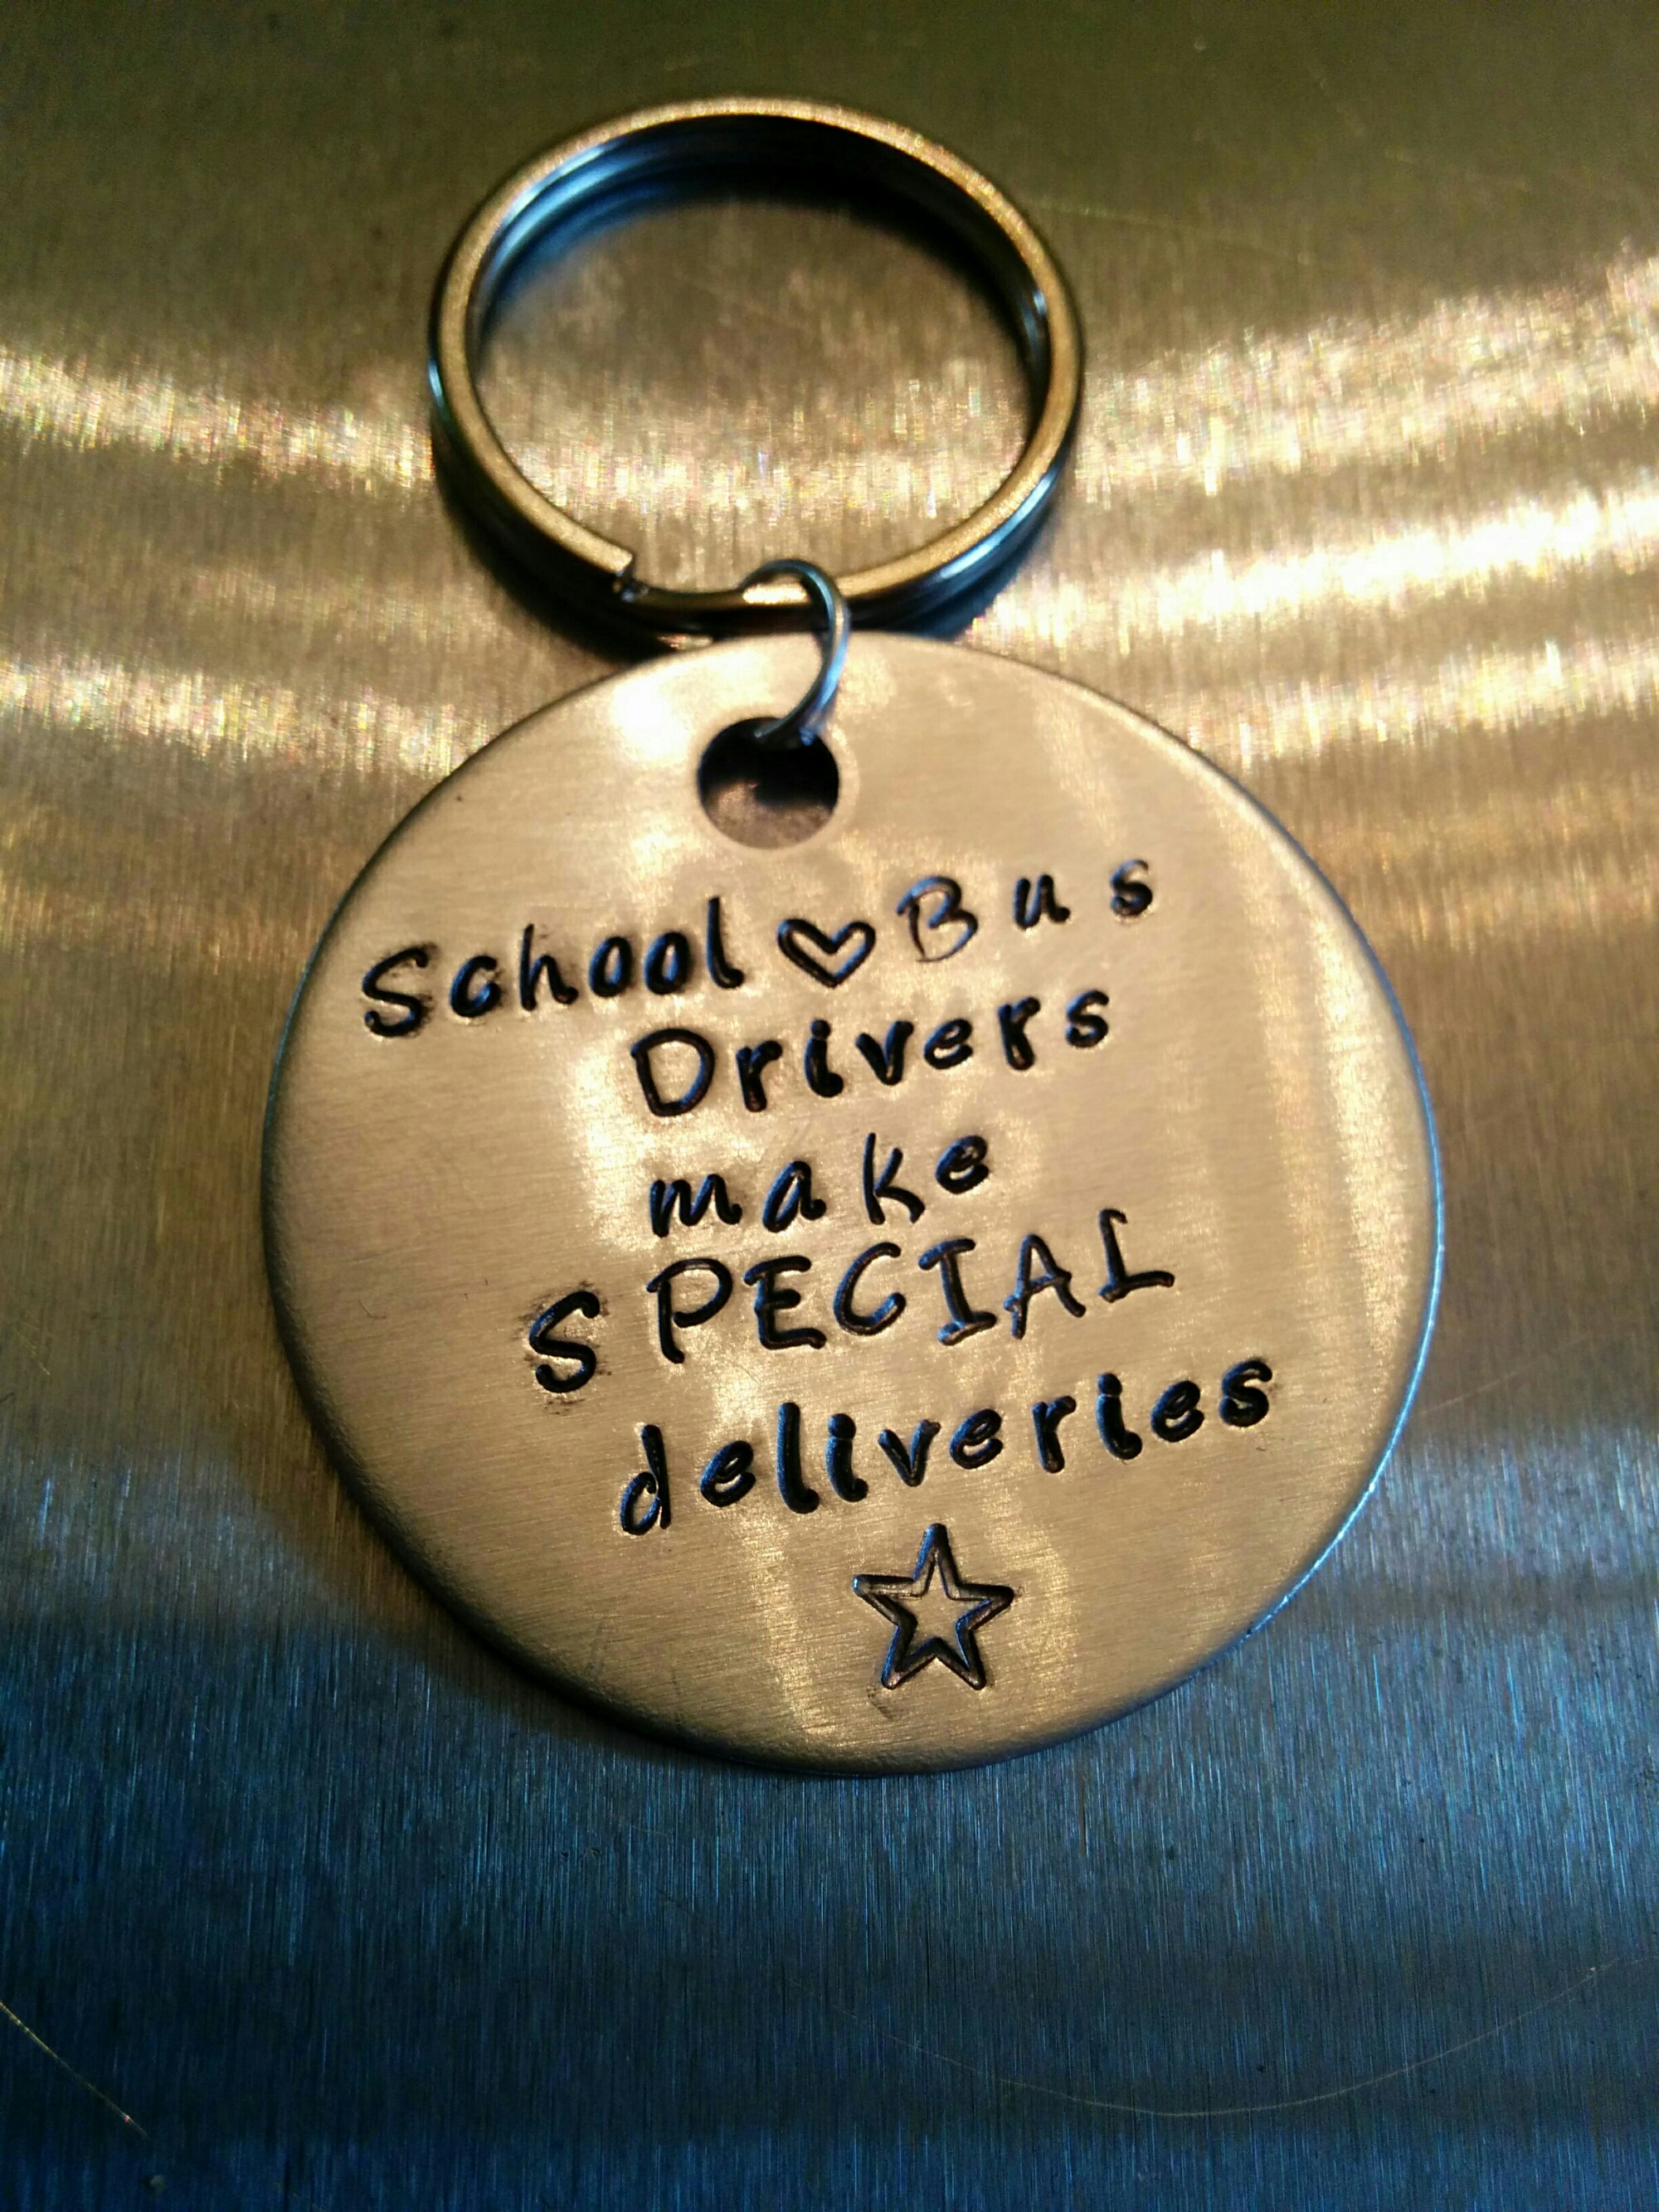 School ♡ Bus
Drivers
make
SPECIAL
deliveries